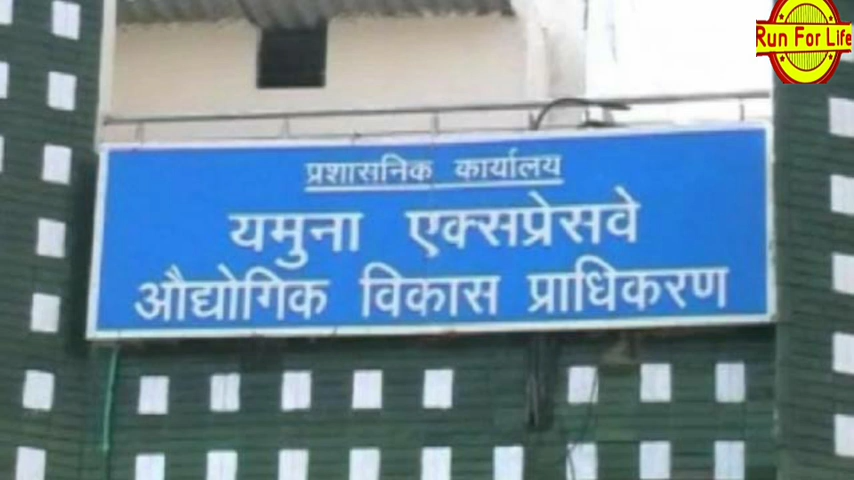 Run For Life
प्रशासनिक कार्यालय
यमुना एक्सप्रेसवे
औद्योगिक विकास प्राधिकरण